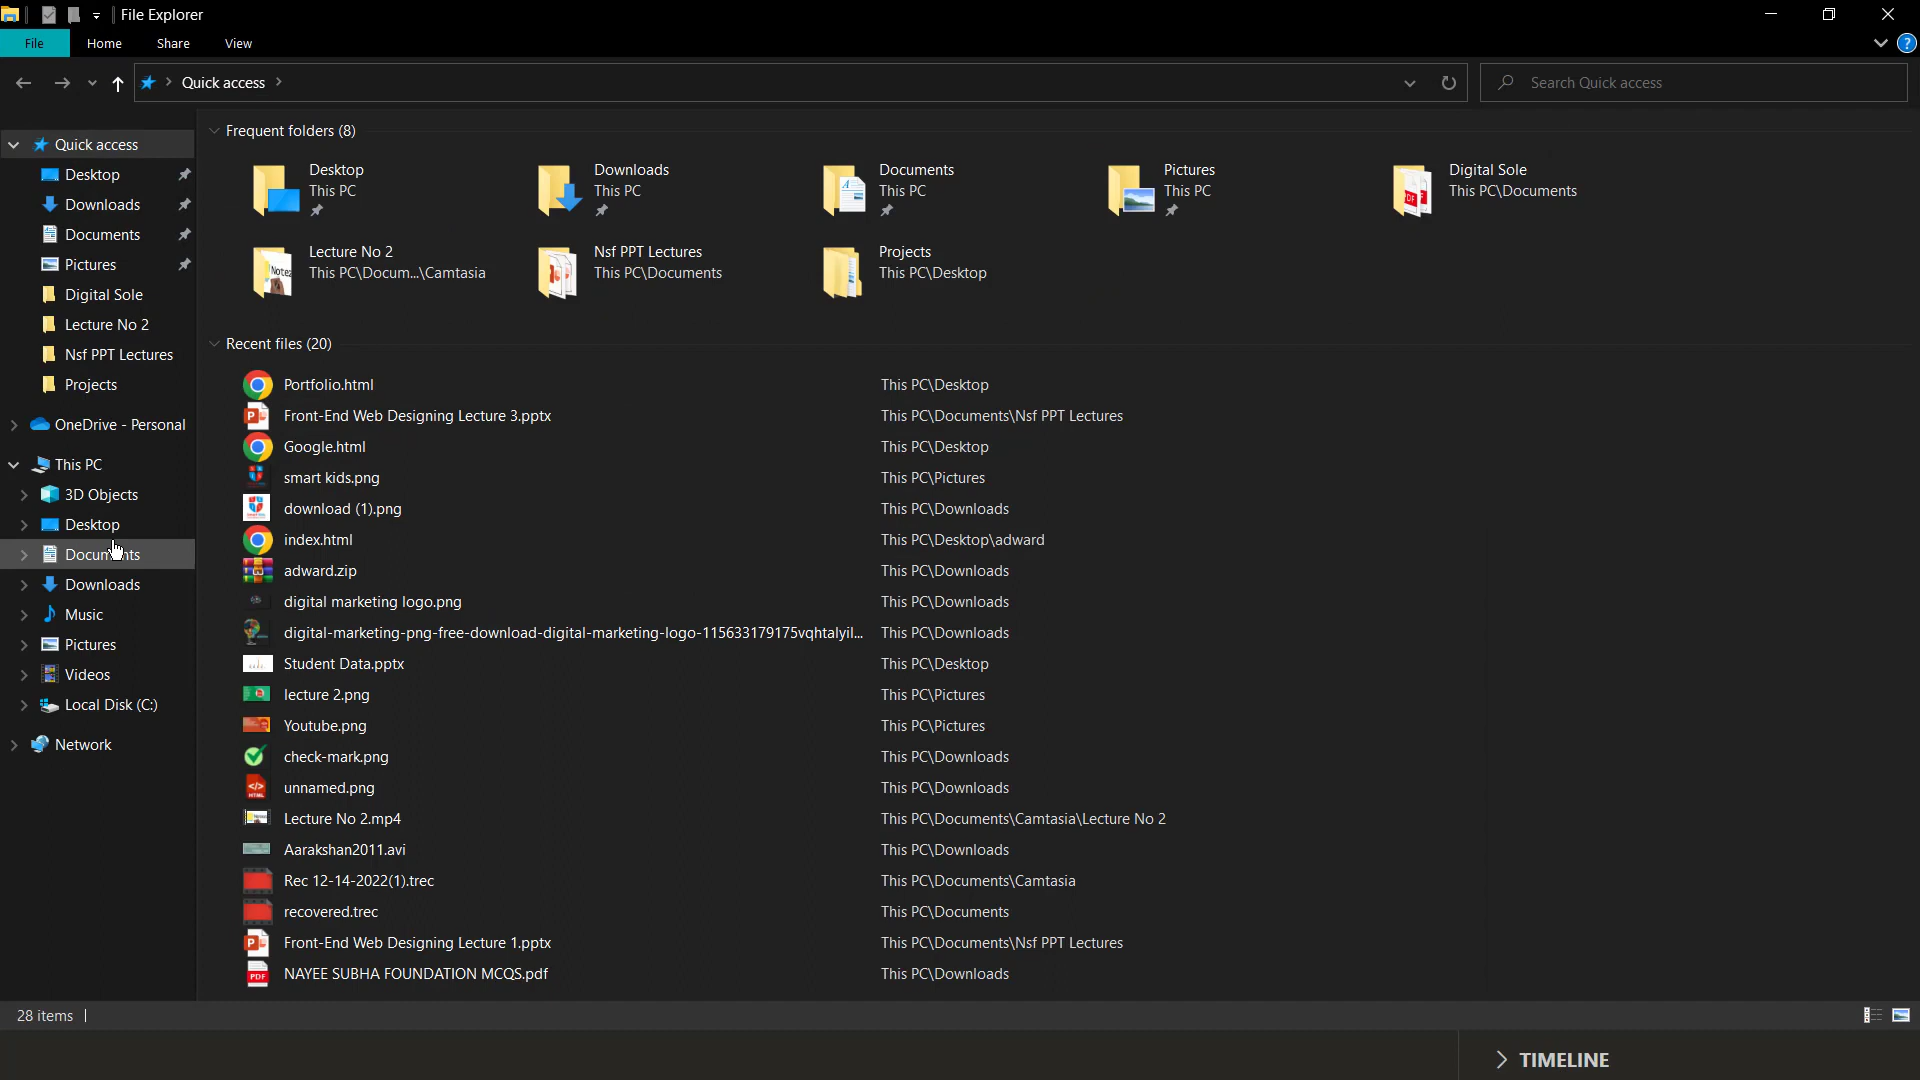 File Explorer
File Home Share View
Quick access
Search Quick access
Quick access
Desktop
Downloads
Documents
Pictures
Digital Sole
Lecture No 2
Nsf PPT Lectures
Projects
OneDrive - Personal
This PC
3D Objects
Desktop
Documents
Downloads
Music
Pictures
Videos
Local Disk (C:)
Network
Frequent folders (8)
Desktop
This PC
Downloads
This PC
Documents
This PC
Pictures
This PC
Digital Sole
This PC\Documents
Lecture No 2
This PC\Docum...\Camtasia
Nsf PPT Lectures
This PC\Documents
Projects
This PC\Desktop
Recent files (20)
Portfolio.html This PC\Desktop
Front-End Web Designing Lecture 3.pptx This PC\Documents\Nsf PPT Lectures
Google.html This PC\Desktop
smart kids.png This PC\Pictures
download (1).png This PC\Downloads
index.html This PC\Desktop\adward
adward.zip This PC\Downloads
digital marketing logo.png This PC\Downloads
digital-marketing-png-free-download-digital-marketing-logo-115633179175vqhtalyil... This PC\Downloads
Student Data.pptx This PC\Desktop
lecture 2.png This PC\Pictures
Youtube.png This PC\Pictures
check-mark.png This PC\Downloads
unnamed.png This PC\Downloads
Lecture No 2.mp4 This PC\Documents\Camtasia\Lecture No 2
Aarakshan2011.avi This PC\Downloads
Rec 12-14-2022(1).trec This PC\Documents\Camtasia
recovered.trec This PC\Documents
Front-End Web Designing Lecture 1.pptx This PC\Documents\Nsf PPT Lectures
NAYEE SUBHA FOUNDATION MCQS.pdf This PC\Downloads
28 items
TIMELINE